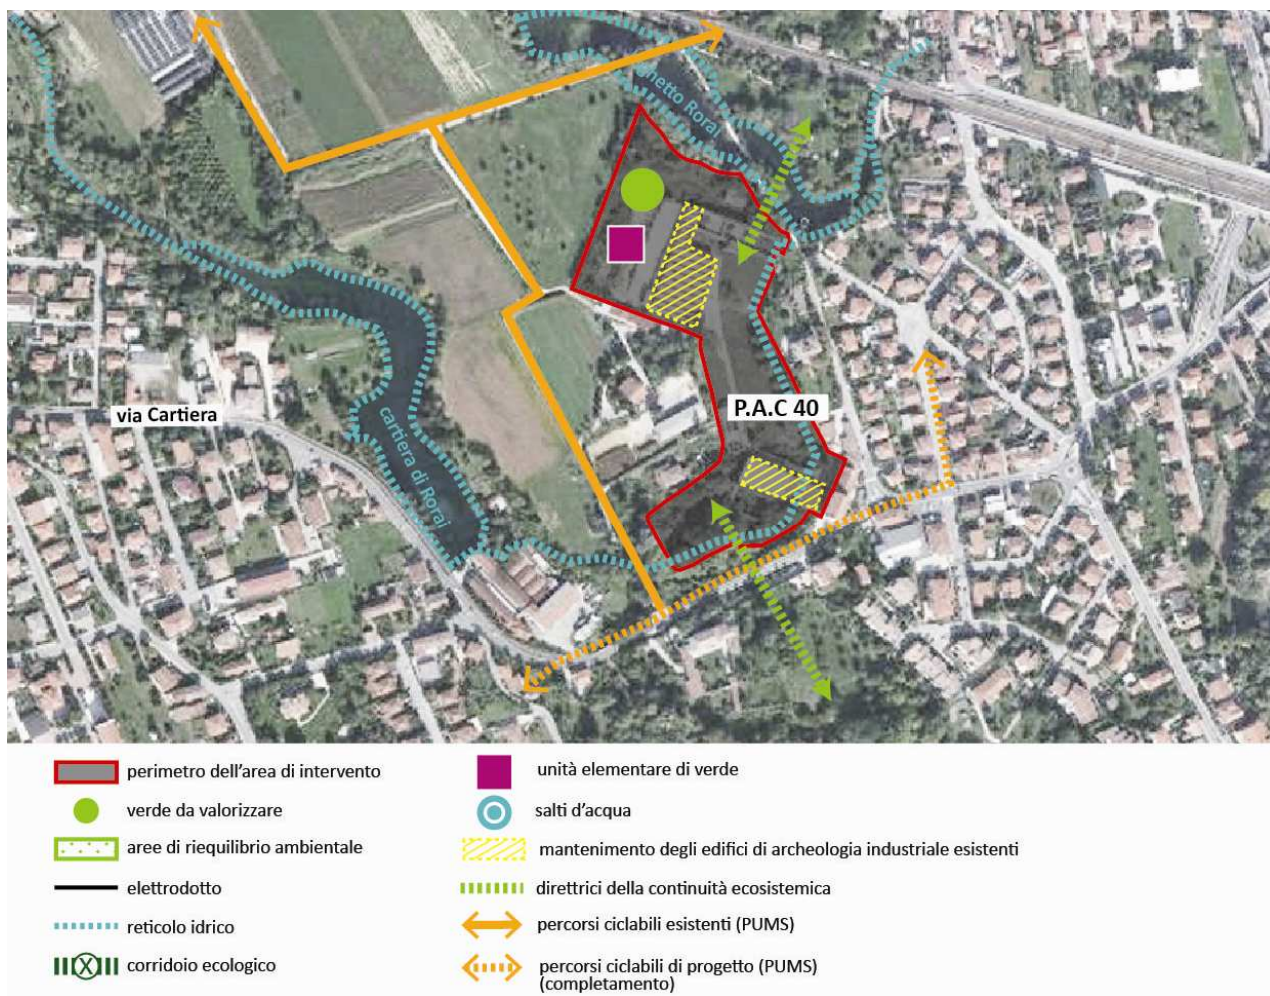 ghetto Rorai
via Cartiera
cartiera di Rorai
P.A.C 40
perimetro dell'area di intervento
verde da valorizzare
aree di riequilibrio ambientale
elettrodotto
reticolo idrico
corridoio ecologico
X
unità elementare di verde
salti d'acqua
mantenimento degli edifici di archeologia industriale esistenti
direttrici della continuità ecosistemica
percorsi ciclabili esistenti (PUMS)
percorsi ciclabili di progetto (PUMS)
(completamento)